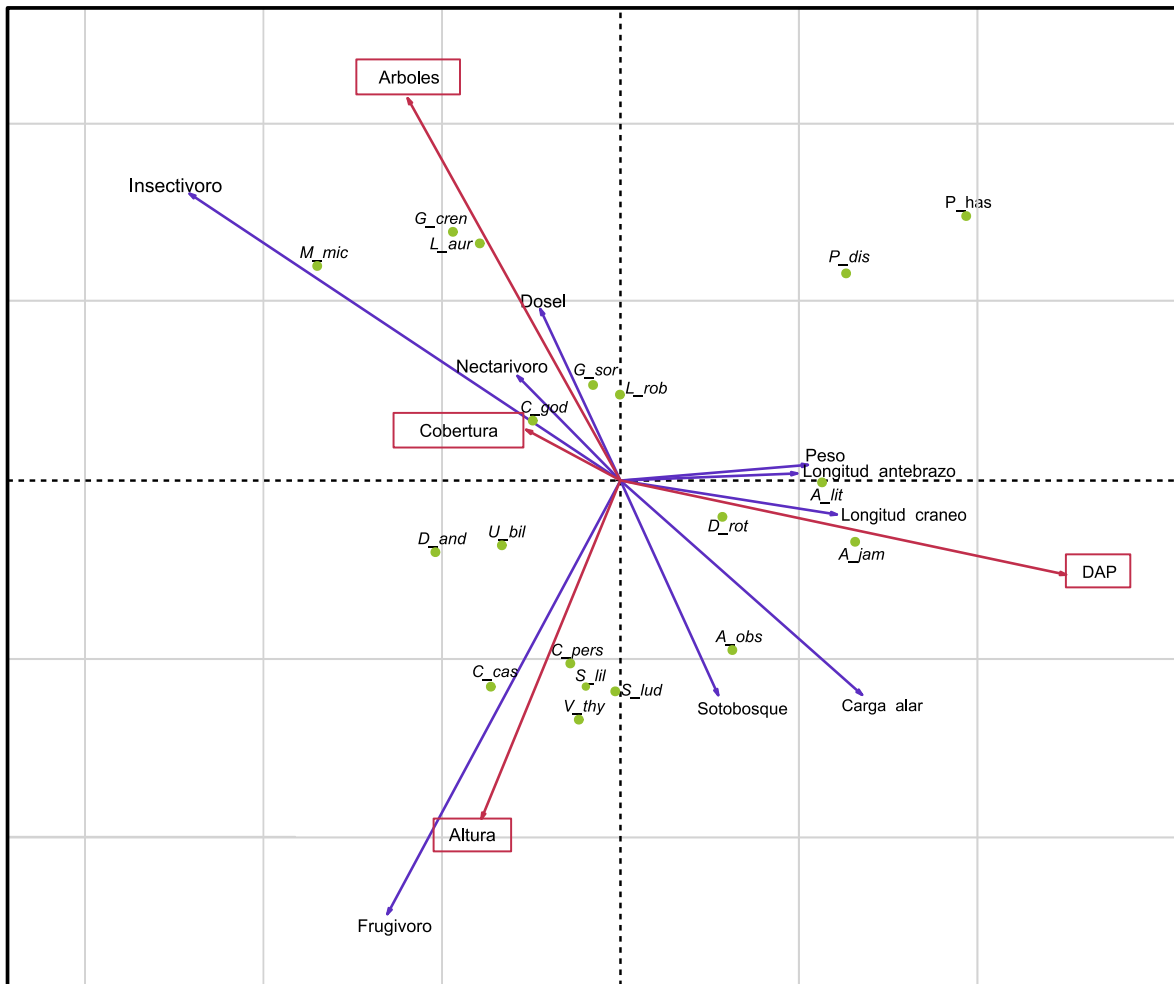 Arboles
Insectivoro
P_has
G_cren
L_aur
M_mic
P_dis
Dosel
Nectarivoro
G_sor
L_rob
C_god
Cobertura
Peso
Longitud antebrazo
A_lit
Longitud craneo
D_rot
U_bil
D_and
A_jam
DAP
A_obs
C_pers
C_cas
S_lil
S_lud
V_thy
Sotobosque
Carga alar
Altura
Frugivoro